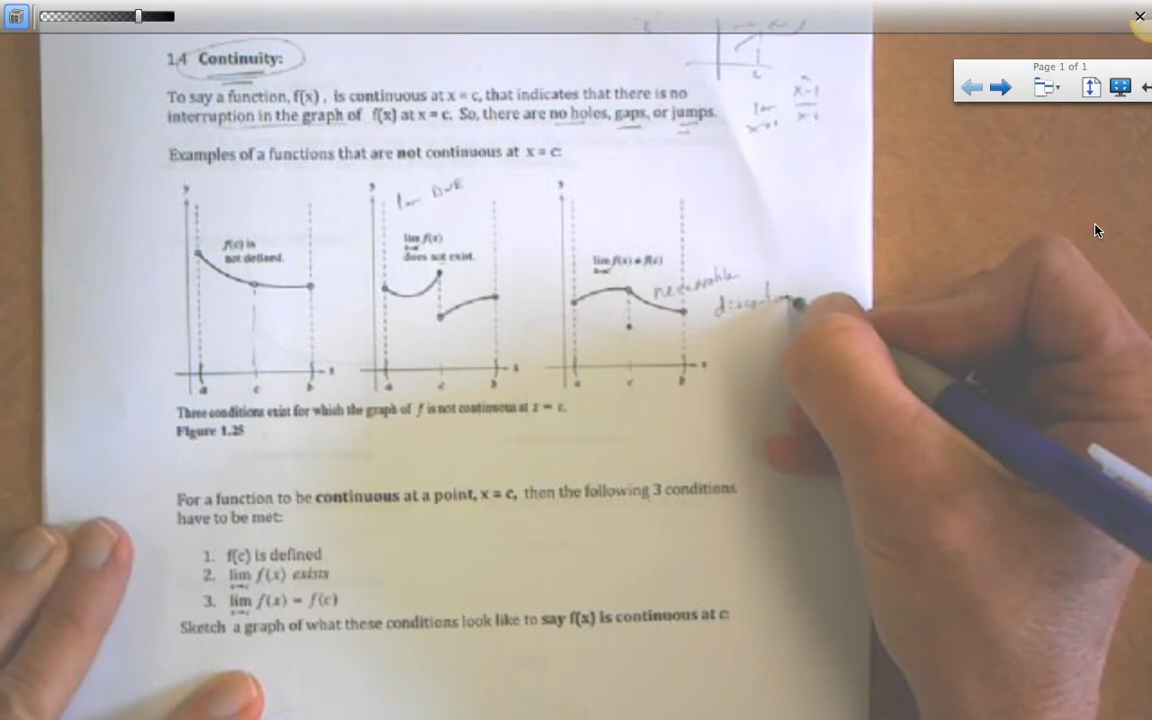 Page 1 of 1
1.4 Continuity:
To say a function, f(x) , is continuous at x = c, that indicates that there is no
interruption in the graph of f(x) at x = c. So, there are no holes, gaps, or jumps.
Examples of a functions that are not continuous at x = c:
y
y
y
lim DNE
f(c) is
not defined.
lim f(x)
x→c
does not exist.
lim f(x) ≠ f(c)
x→c
removable
a c b x
a c b x
a c b x
Three conditions exist for which the graph of f is not continuous at x = c.
Figure 1.25
For a function to be continuous at a point, x = c, then the following 3 conditions
have to be met:
1. f(c) is defined
2. lim f(x) exists
x→c
3. lim f(x) = f(c)
x→c
Sketch a graph of what these conditions look like to say f(x) is continuous at c: